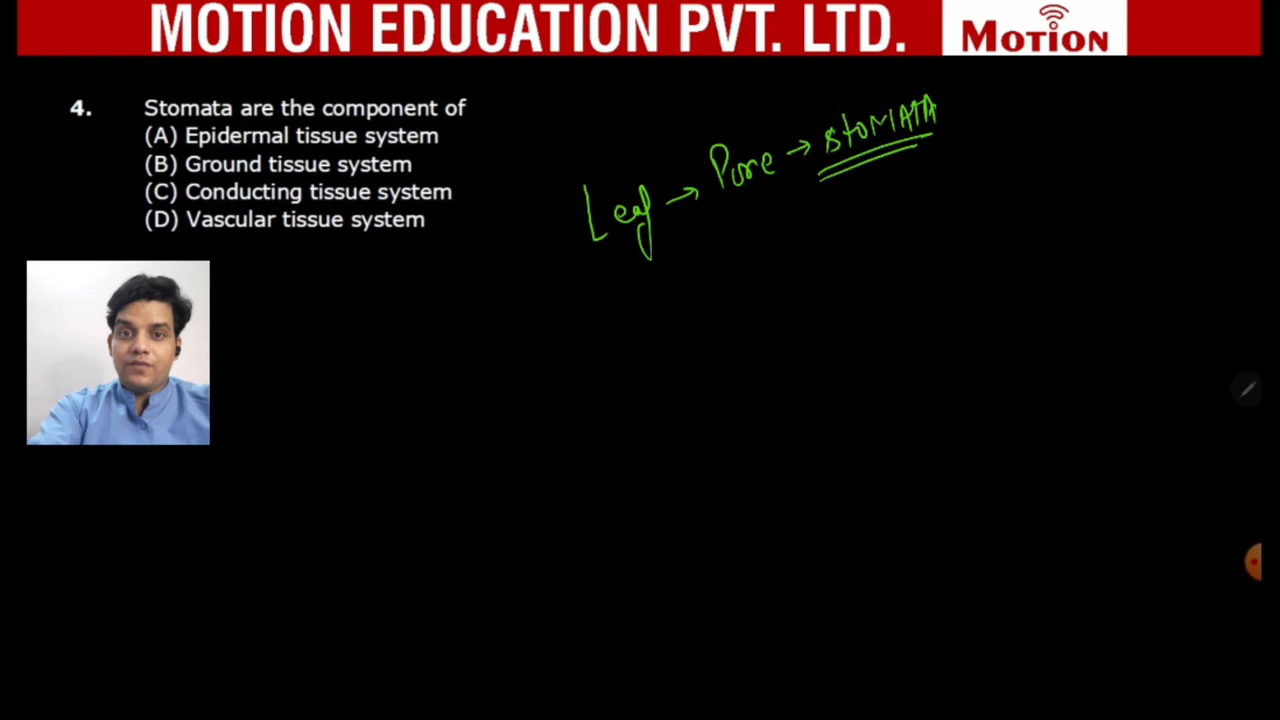 MOTION EDUCATION PVT. LTD.
MOTION
4. Stomata are the component of
(A) Epidermal tissue system
(B) Ground tissue system
(C) Conducting tissue system
(D) Vascular tissue system
Leaf → Pore → STOMATA